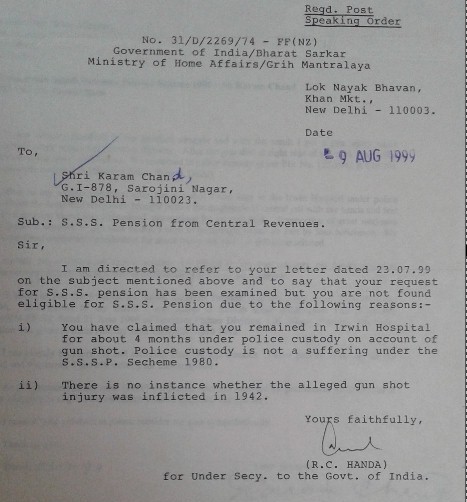 Regd. Post
Speaking Order
No. 31/D/2269/74 - FF(NZ)
Government of India/Bharat Sarkar
Ministry of Home Affairs/Grih Mantralaya
Lok Nayak Bhavan,
Khan Mkt.,
New Delhi - 110003.
Date
9 AUG 1999
To,
Shri Karam Chand,
G.I-878, Sarojini Nagar,
New Delhi - 110023.
Sub.: S.S.S. Pension from Central Revenues.
Sir,
I am directed to refer to your letter dated 23.07.99
on the subject mentioned above and to say that your request
for S.S.S. pension has been examined but you are not found
eligible for S.S.S. Pension due to the following reasons:-
i) You have claimed that you remained in Irwin Hospital
for about 4 months under police custody on account of
gun shot. Police custody is not a suffering under the
S.S.S.P. Secheme 1980.
ii) There is no instance whether the alleged gun shot
injury was inflicted in 1942.
Yours faithfully,
(R.C. HANDA)
for Under Secy. to the Govt. of India.